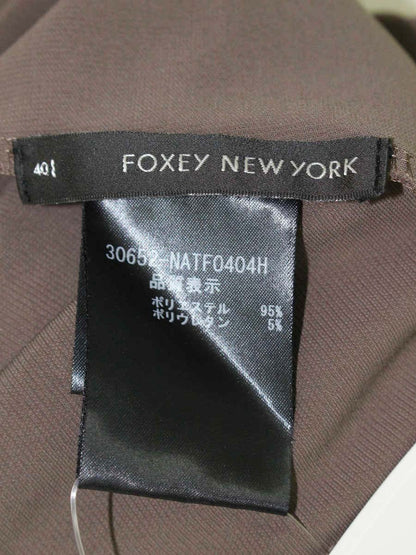 40
FOXEY NEW YORK
30652-NATF0404H
品質表示
ポリエステル 95%
ポリウレタン 5%